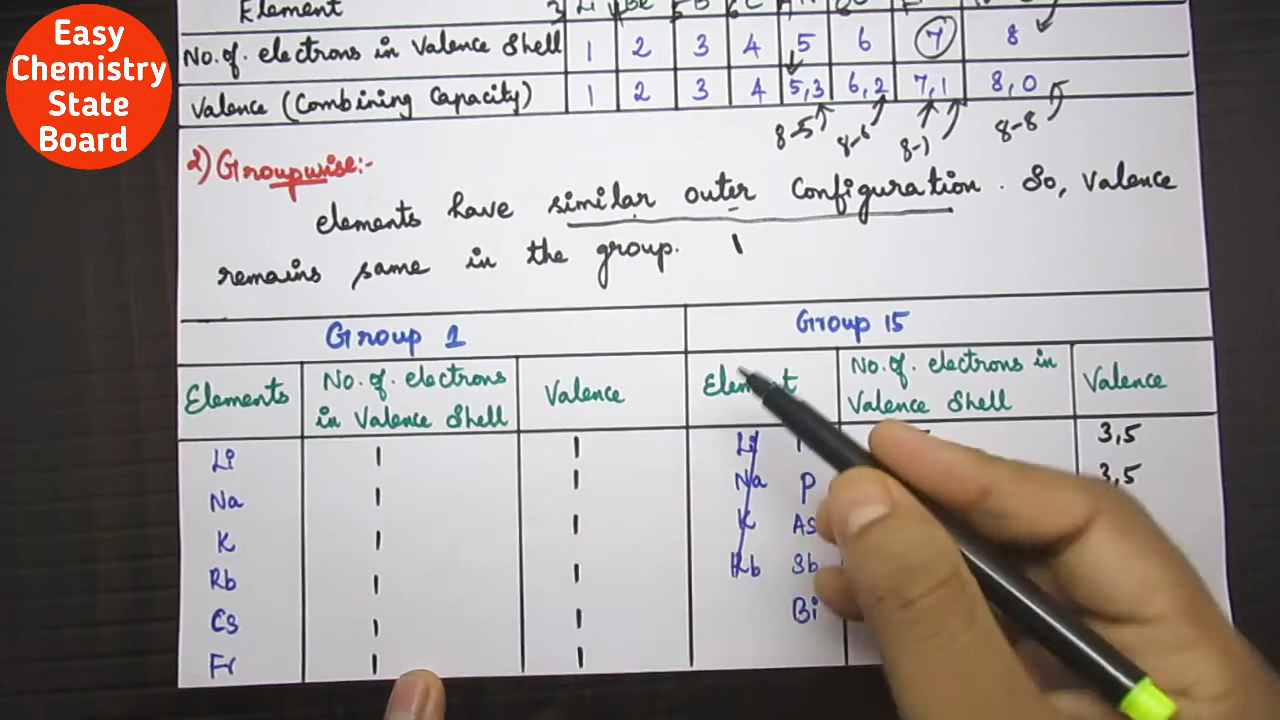 Easy
Chemistry
State
Board
Element 3 Li Be
No. of. electrons in Valence Shell 1 2 3 4 5 6 7 8
Valence (Combining Capacity) 1 2 3 4 5,3 6,2 7,1 8,0
8-5 8-6 8-7 8-8
2) Groupwise:-
elements have similar outer configuration. So, valence
remains same in the group. 1
Group 1 Group 15
Elements No. of. electrons in Valence Shell Valence Element No. of. electrons in Valence Shell Valence
Li 1 1 Li 3,5
Na 1 1 Na P 3,5
K 1 1 K As
Rb 1 1 Rb Sb
Cs 1 1 Bi
Fr 1 1